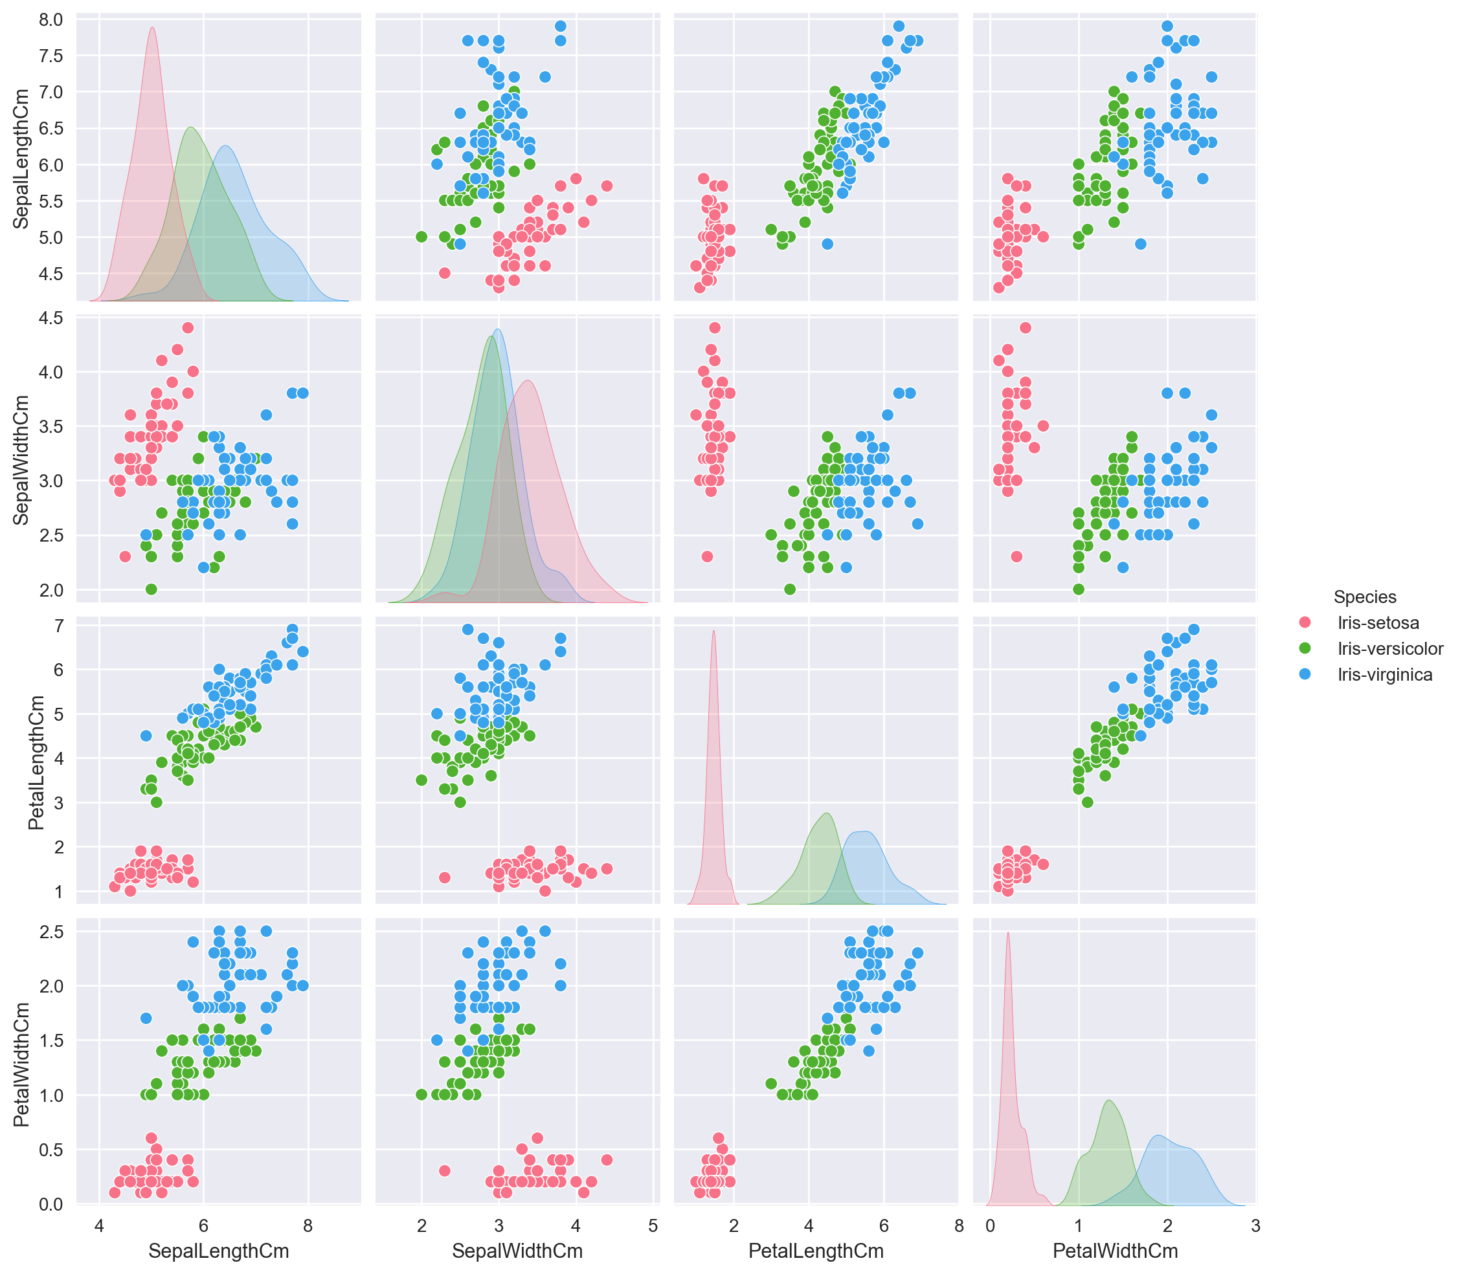 SepalLengthCm
8.0
7.5
7.0
6.5
6.0
5.5
5.0
4.5
SepalWidthCm
4.5
4.0
3.5
3.0
2.5
2.0
PetalLengthCm
7
6
5
4
3
2
1
PetalWidthCm
2.5
2.0
1.5
1.0
0.5
0.0
4 6 8
2 3 4 5
2 4 6 8
0 1 2 3
SepalLengthCm
SepalWidthCm
PetalLengthCm
PetalWidthCm
Species
Iris-setosa
Iris-versicolor
Iris-virginica